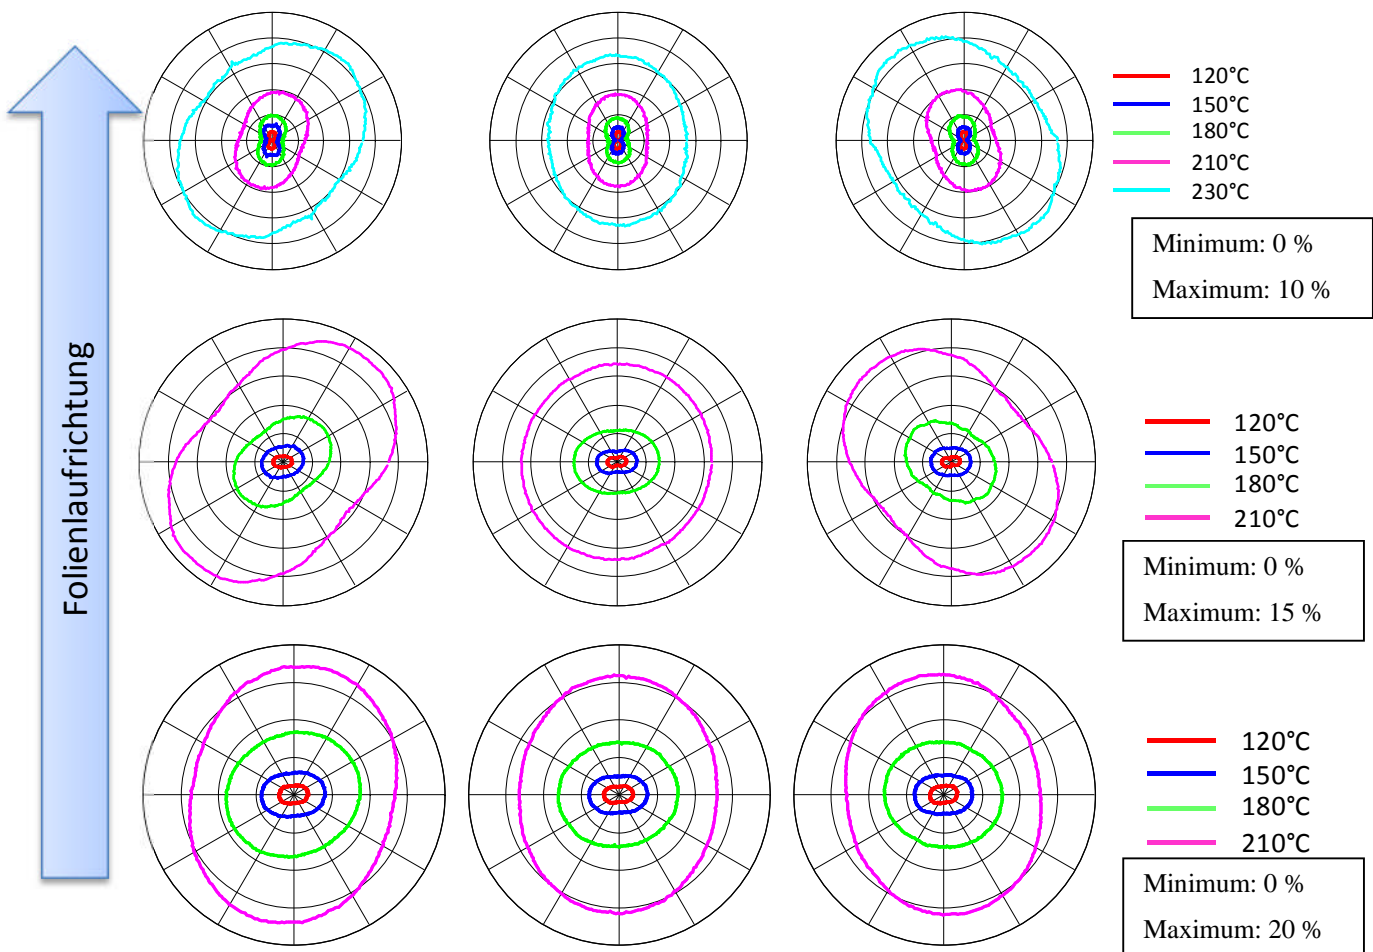 Folienlaufrichtung
120°C
150°C
180°C
210°C
230°C
Minimum: 0 %
Maximum: 10 %
120°C
150°C
180°C
210°C
Minimum: 0 %
Maximum: 15 %
120°C
150°C
180°C
210°C
Minimum: 0 %
Maximum: 20 %